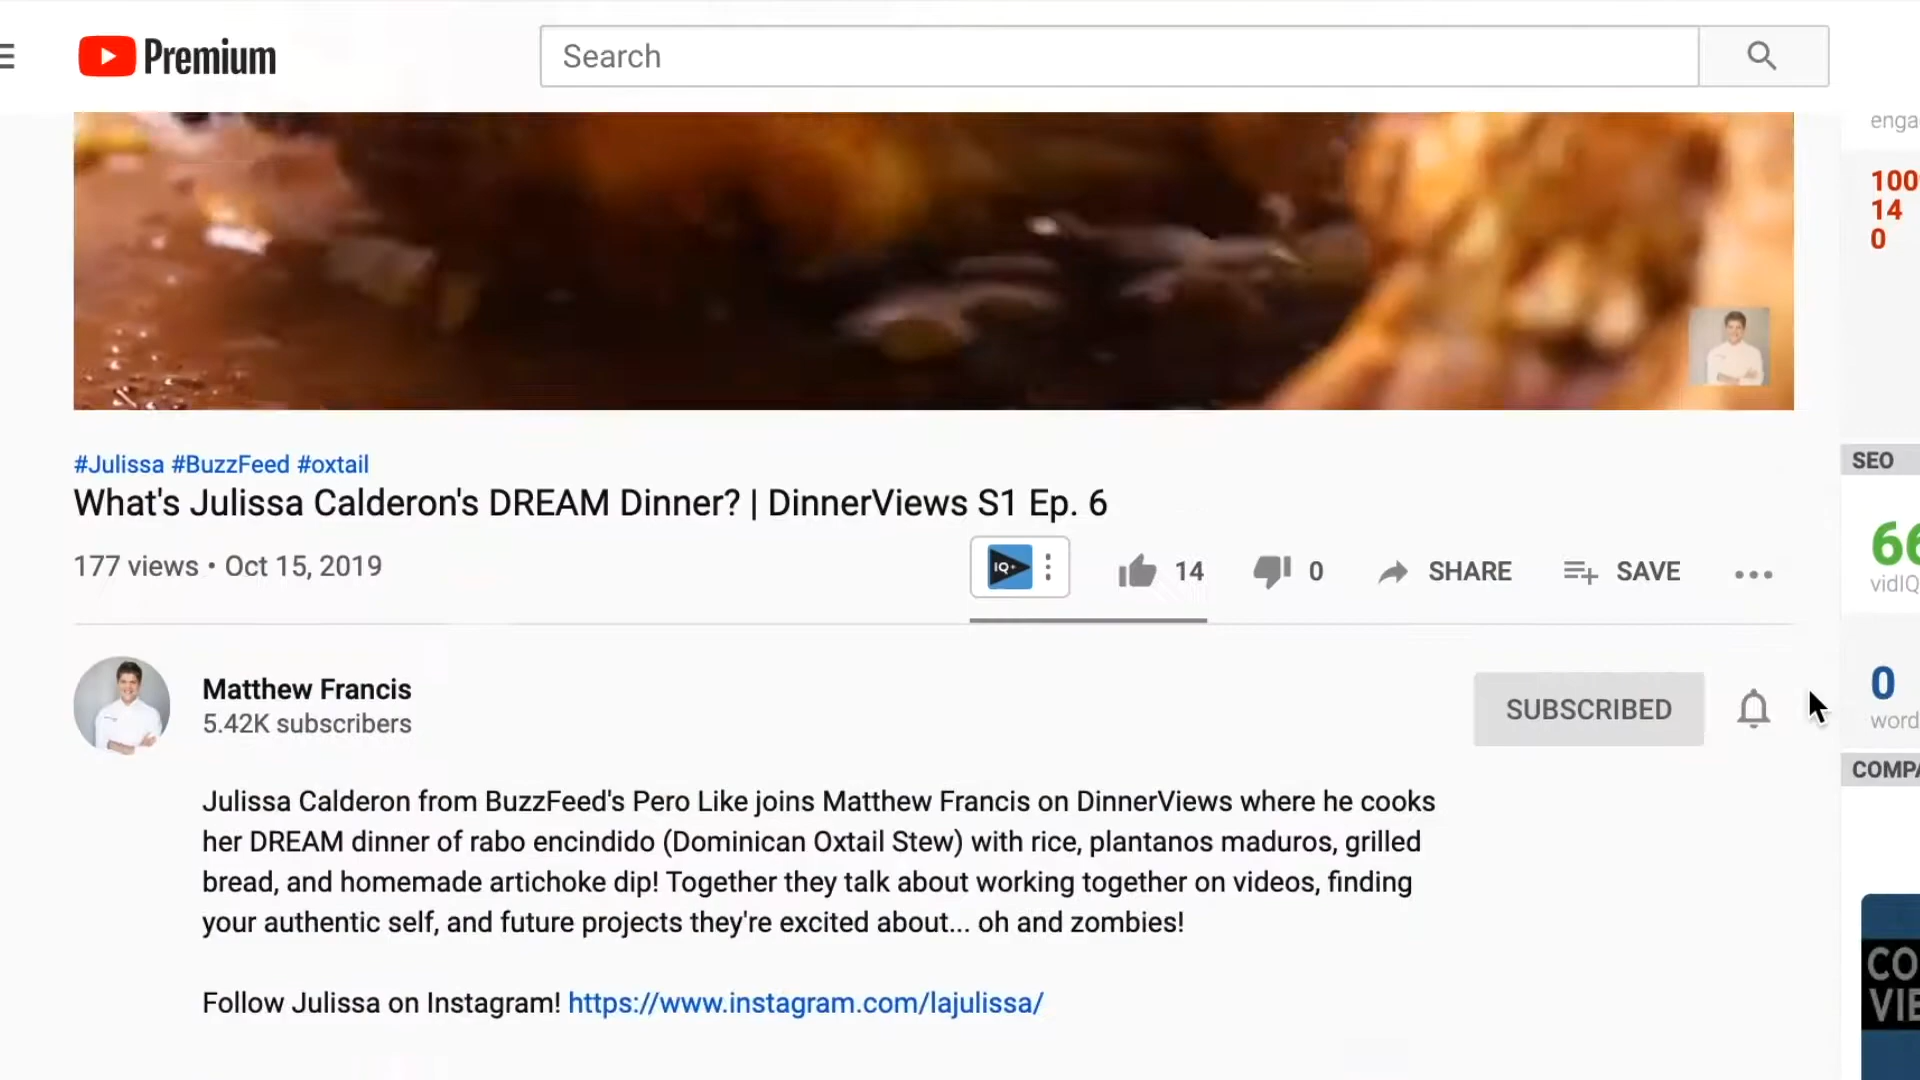 Premium
Search
enga
100
14
0
#Julissa #BuzzFeed #oxtail
What's Julissa Calderon's DREAM Dinner? | DinnerViews S1 Ep. 6
177 views • Oct 15, 2019
IQ+
14
0
SHARE
SAVE
SEO
66
vidIQ
0
word
COMPA
Matthew Francis
5.42K subscribers
SUBSCRIBED
Julissa Calderon from BuzzFeed's Pero Like joins Matthew Francis on DinnerViews where he cooks
her DREAM dinner of rabo encindido (Dominican Oxtail Stew) with rice, plantanos maduros, grilled
bread, and homemade artichoke dip! Together they talk about working together on videos, finding
your authentic self, and future projects they're excited about... oh and zombies!
Follow Julissa on Instagram! https://www.instagram.com/lajulissa/
CO
VIE